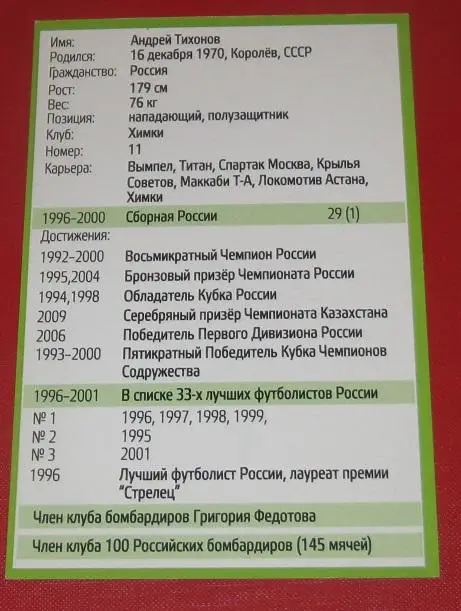 Имя: Андрей Тихонов
Родился: 16 декабря 1970, Королёв, СССР
Гражданство: Россия
Рост: 179 см
Вес: 76 кг
Позиция: нападающий, полузащитник
Клуб: Химки
Номер: 11
Карьера: Вымпел, Титан, Спартак Москва, Крылья
Советов, Маккаби Т-А, Локомотив Астана,
Химки
1996-2000 Сборная России 29 (1)
Достижения:
1992-2000 Восьмикратный Чемпион России
1995,2004 Бронзовый призёр Чемпионата России
1994,1998 Обладатель Кубка России
2009 Серебряный призёр Чемпионата Казахстана
2006 Победитель Первого Дивизиона России
1993-2000 Пятикратный Победитель Кубка Чемпионов
Содружества
1996-2001 В списке 33-х лучших футболистов России
№ 1 1996, 1997, 1998, 1999,
№ 2 1995
№ 3 2001
1996 Лучший футболист России, лауреат премии
"Стрелец"
Член клуба бомбардиров Григория Федотова
Член клуба 100 Российских бомбардиров (145 мячей)